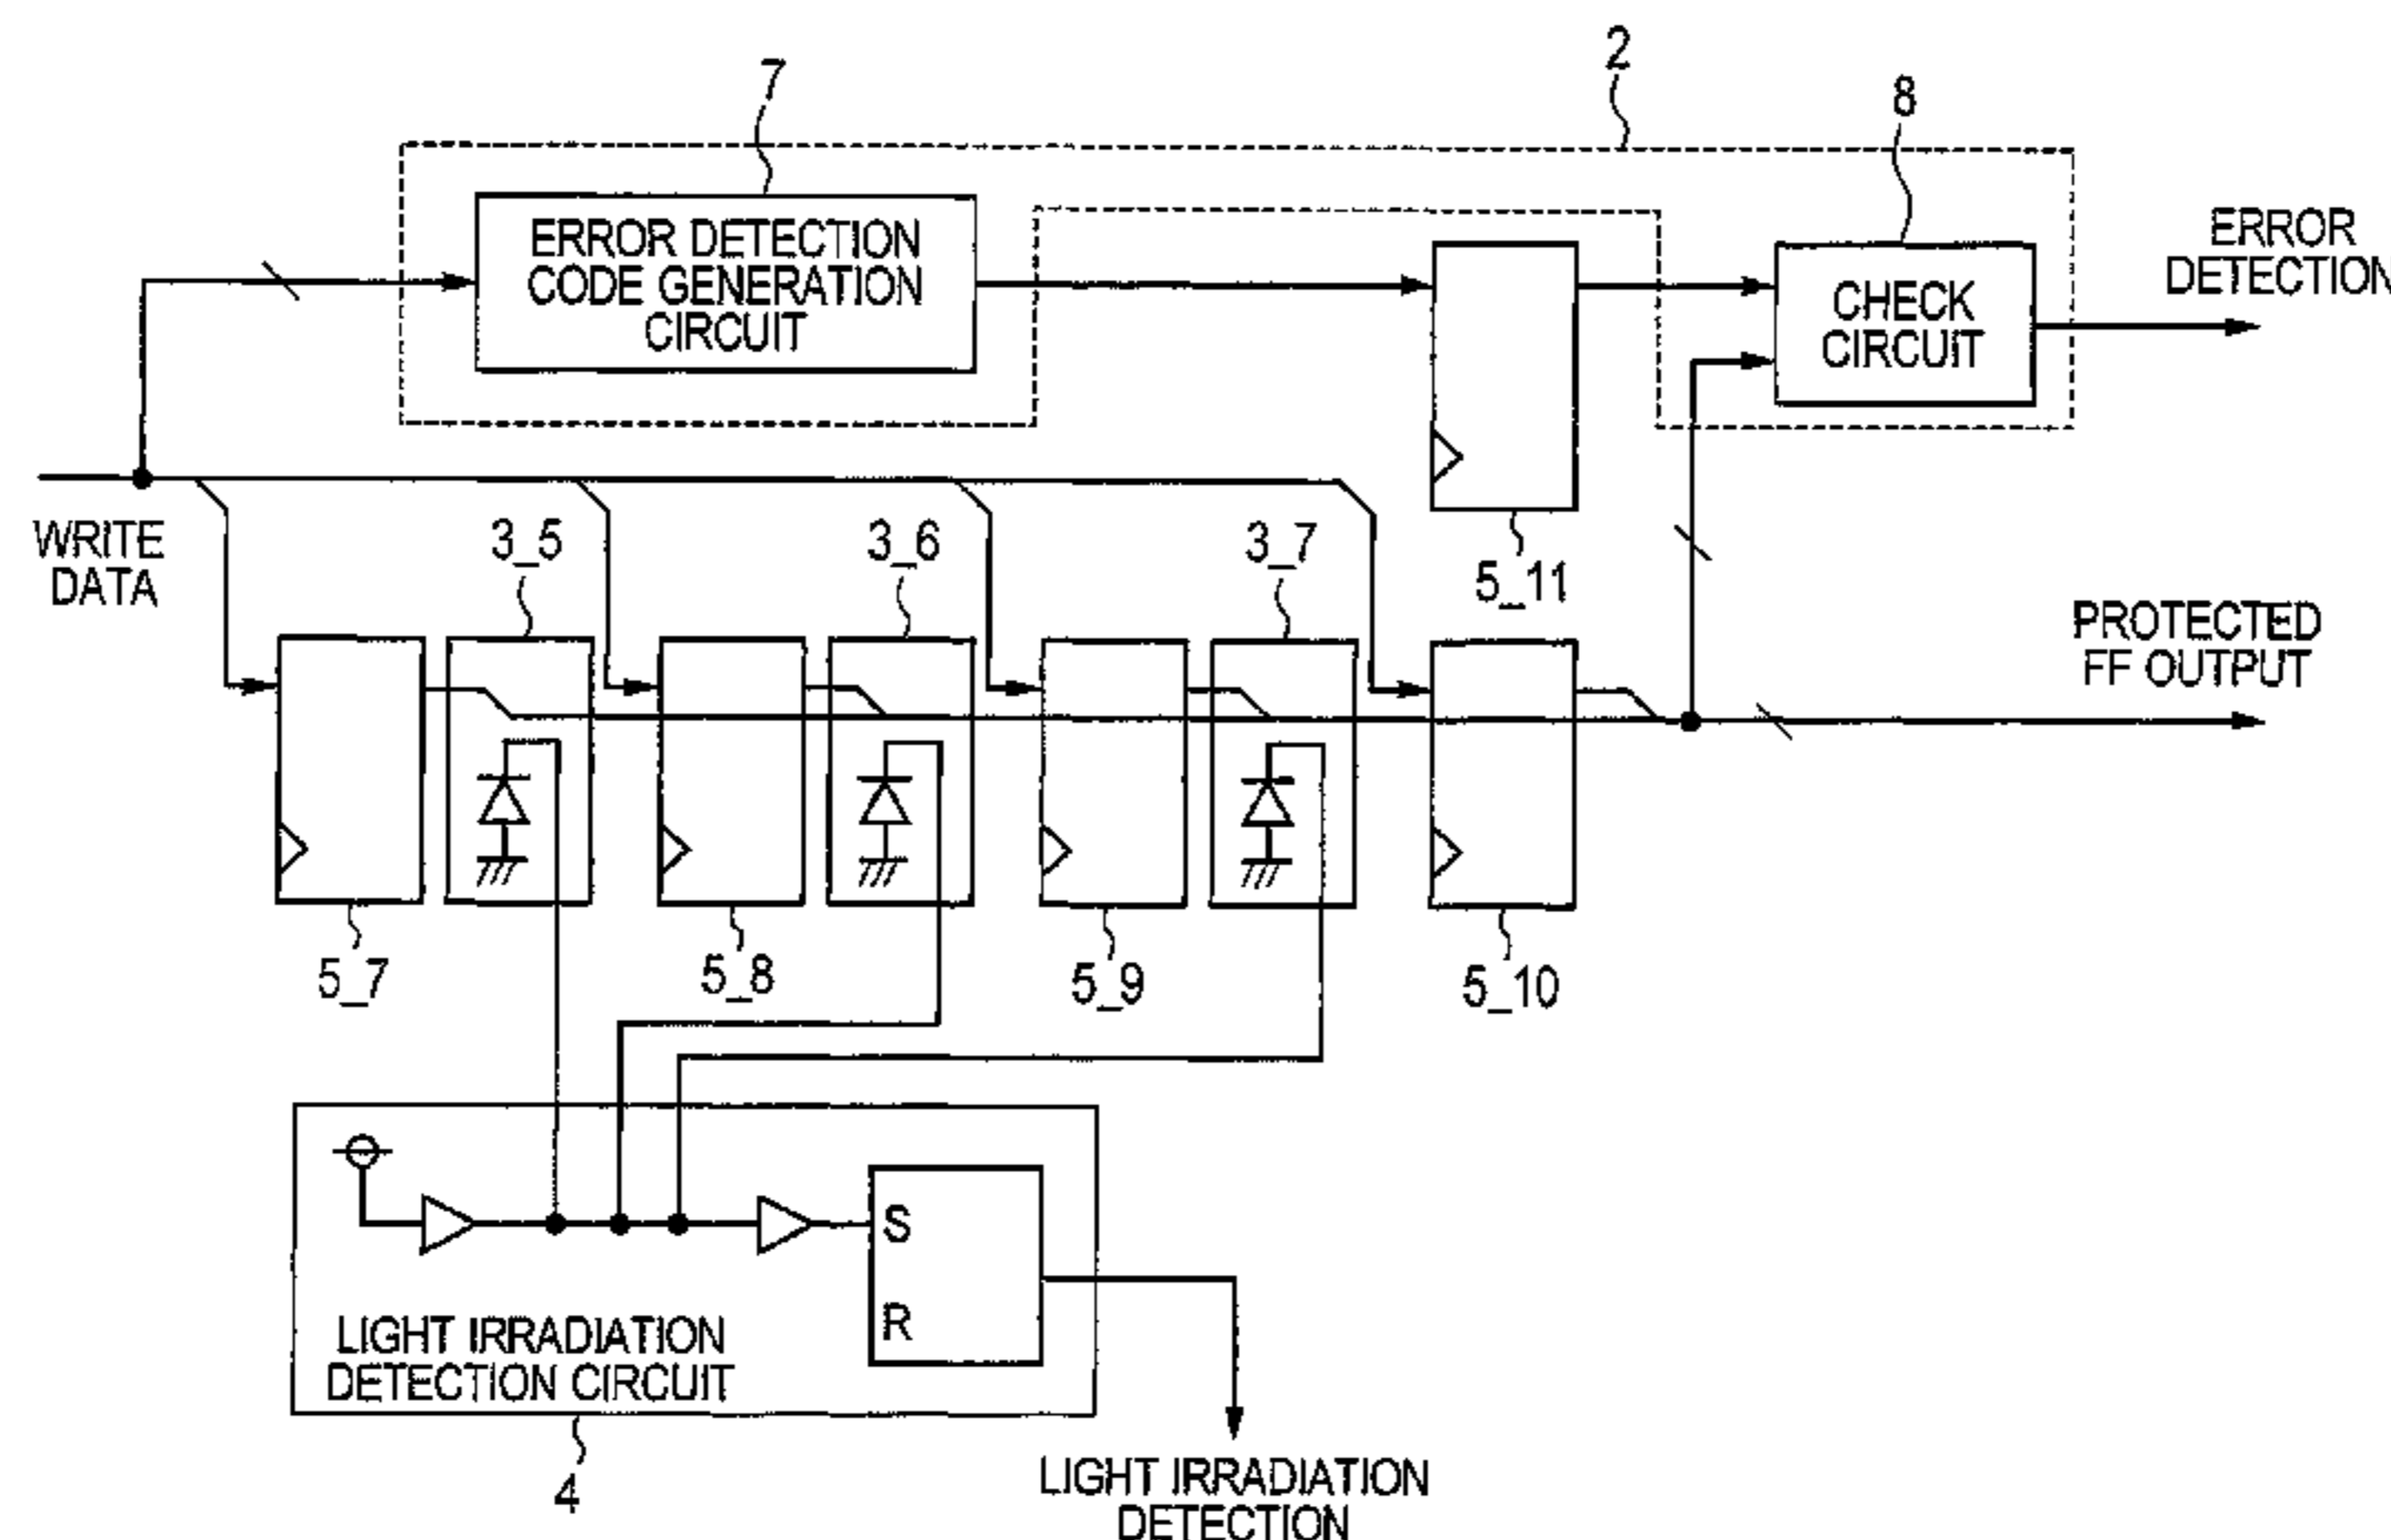 2
7
8
ERROR DETECTION
CODE GENERATION
CIRCUIT
CHECK
CIRCUIT
ERROR
DETECTION
WRITE
DATA
3_5
3_6
3_7
5_11
PROTECTED
FF OUTPUT
5_7
5_8
5_9
5_10
S
R
LIGHT IRRADIATION
DETECTION CIRCUIT
4
LIGHT IRRADIATION
DETECTION